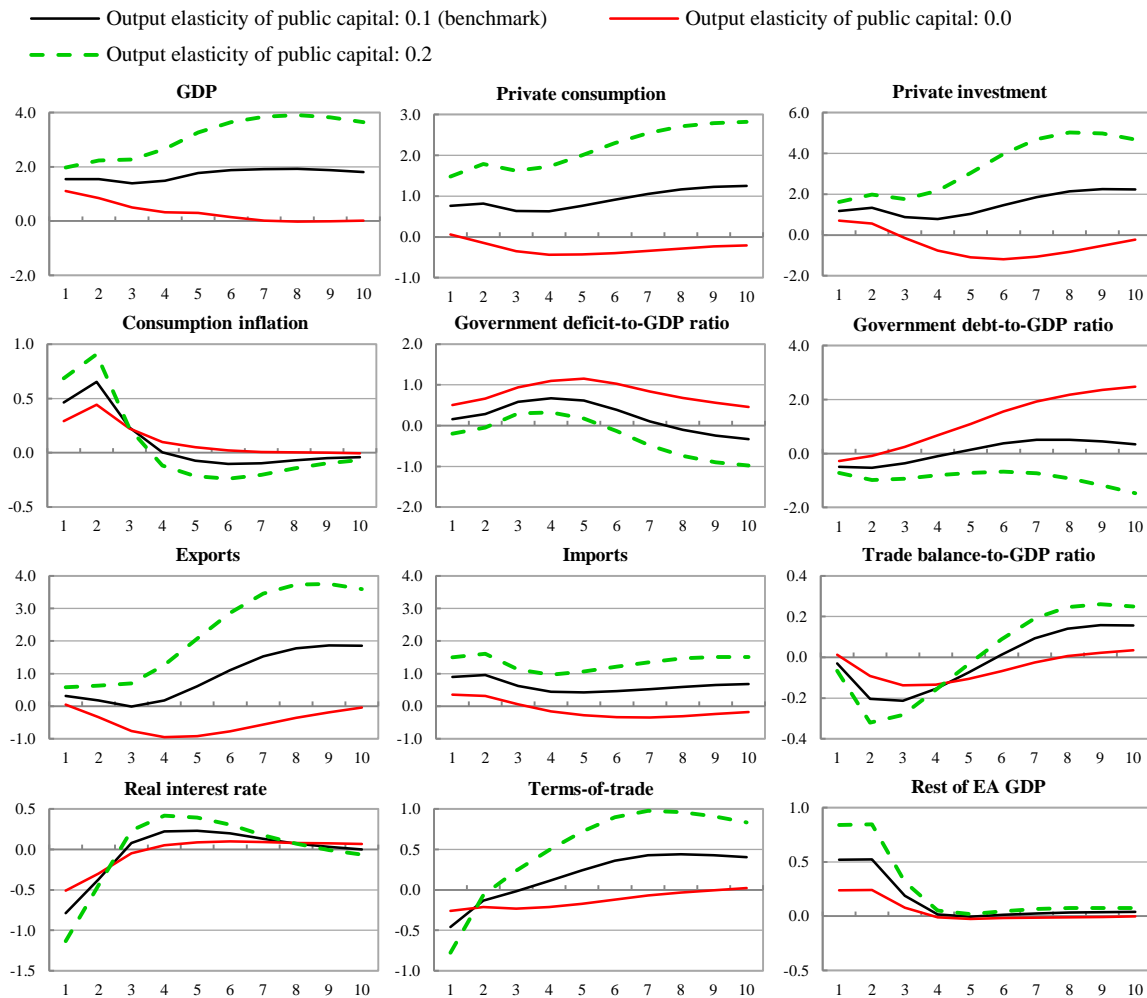 Output elasticity of public capital: 0.1 (benchmark)
Output elasticity of public capital: 0.0
Output elasticity of public capital: 0.2
GDP
4.0
2.0
0.0
-2.0
1 2 3 4 5 6 7 8 9 10
Private consumption
3.0
2.0
1.0
0.0
-1.0
1 2 3 4 5 6 7 8 9 10
Private investment
6.0
4.0
2.0
0.0
-2.0
1 2 3 4 5 6 7 8 9 10
Consumption inflation
1.0
0.5
0.0
-0.5
1 2 3 4 5 6 7 8 9 10
Government deficit-to-GDP ratio
2.0
1.0
0.0
-1.0
-2.0
1 2 3 4 5 6 7 8 9 10
Government debt-to-GDP ratio
4.0
2.0
0.0
-2.0
1 2 3 4 5 6 7 8 9 10
Exports
4.0
3.0
2.0
1.0
0.0
-1.0
1 2 3 4 5 6 7 8 9 10
Imports
4.0
3.0
2.0
1.0
0.0
-1.0
1 2 3 4 5 6 7 8 9 10
Trade balance-to-GDP ratio
0.4
0.2
0.0
-0.2
-0.4
1 2 3 4 5 6 7 8 9 10
Real interest rate
0.5
0.0
-0.5
-1.0
-1.5
1 2 3 4 5 6 7 8 9 10
Terms-of-trade
1.0
0.5
0.0
-0.5
-1.0
1 2 3 4 5 6 7 8 9 10
Rest of EA GDP
1.0
0.5
0.0
-0.5
1 2 3 4 5 6 7 8 9 10